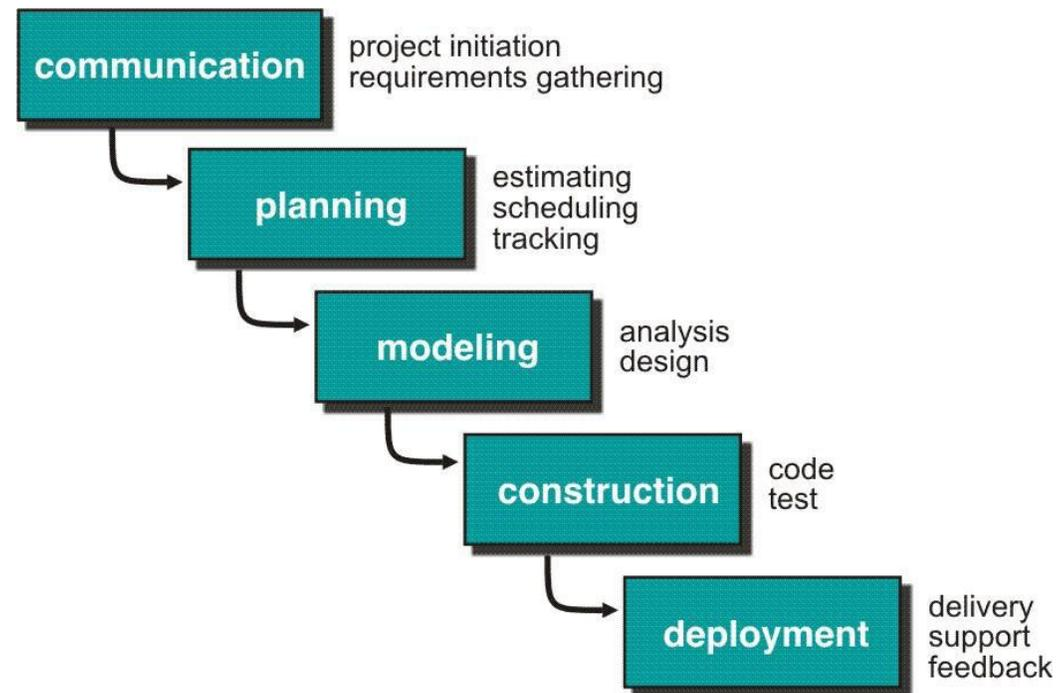 communication
project initiation
requirements gathering
planning
estimating
scheduling
tracking
modeling
analysis
design
construction
code
test
deployment
delivery
support
feedback